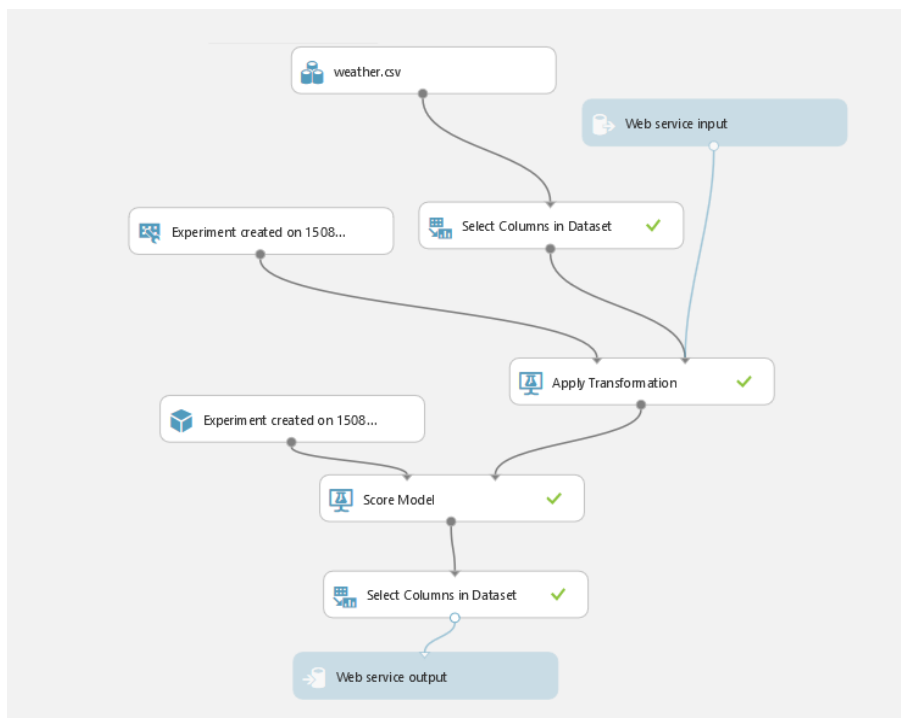 weather.csv
Web service input
Select Columns in Dataset
Experiment created on 1508...
Apply Transformation
Experiment created on 1508...
Score Model
Select Columns in Dataset
Web service output